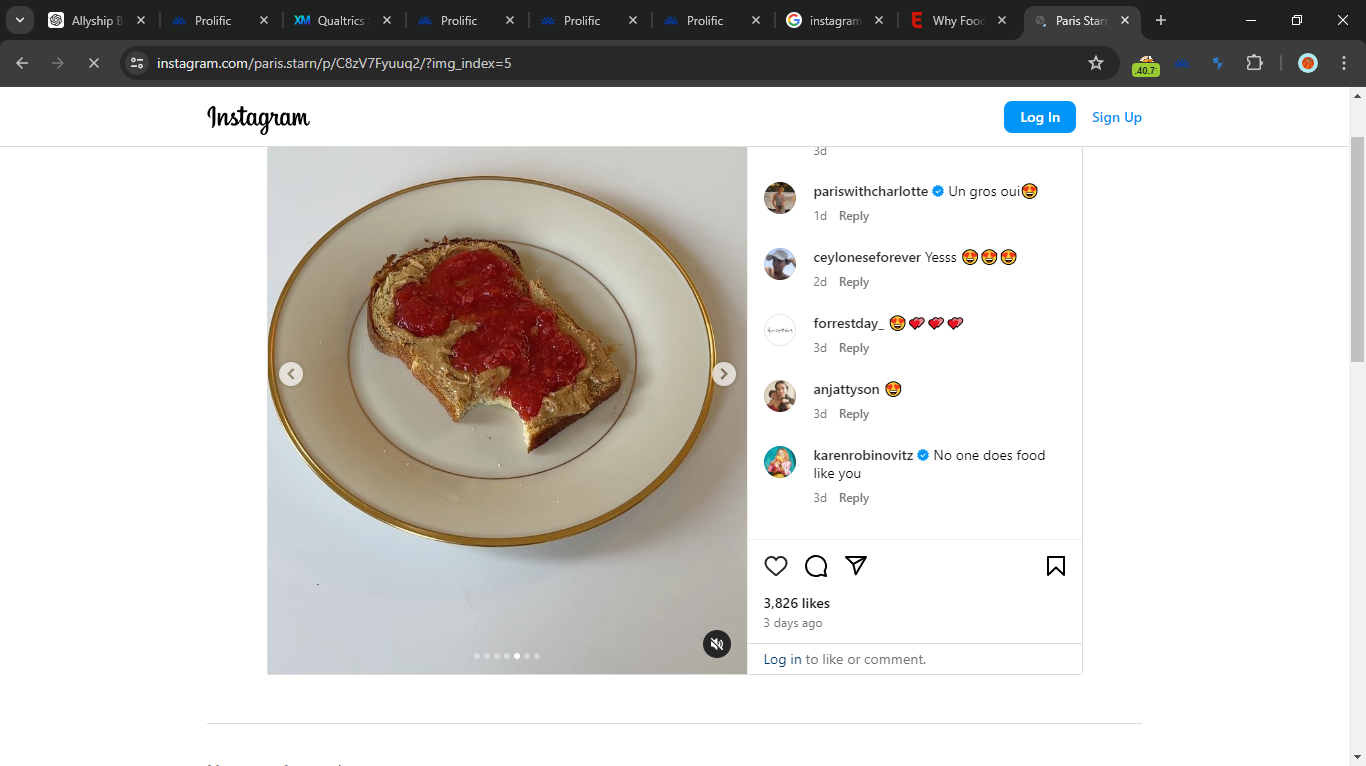 Allyship B
Prolific
Qualtrics
Prolific
Prolific
Prolific
instagram
Why Food
Paris Starn
instagram.com/paris.starn/p/C8zV7Fyuuq2/?img_index=5
Instagram
Log In
Sign Up
3d
pariswithcharlotte Un gros oui🤩
1d Reply
ceyloneseforever Yesss 😍😍😍
2d Reply
forrestday_ 😍💕💕💕
3d Reply
anjattyson 😍
3d Reply
karenrobinovitz No one does food
like you
3d Reply
3,826 likes
3 days ago
Log in to like or comment.